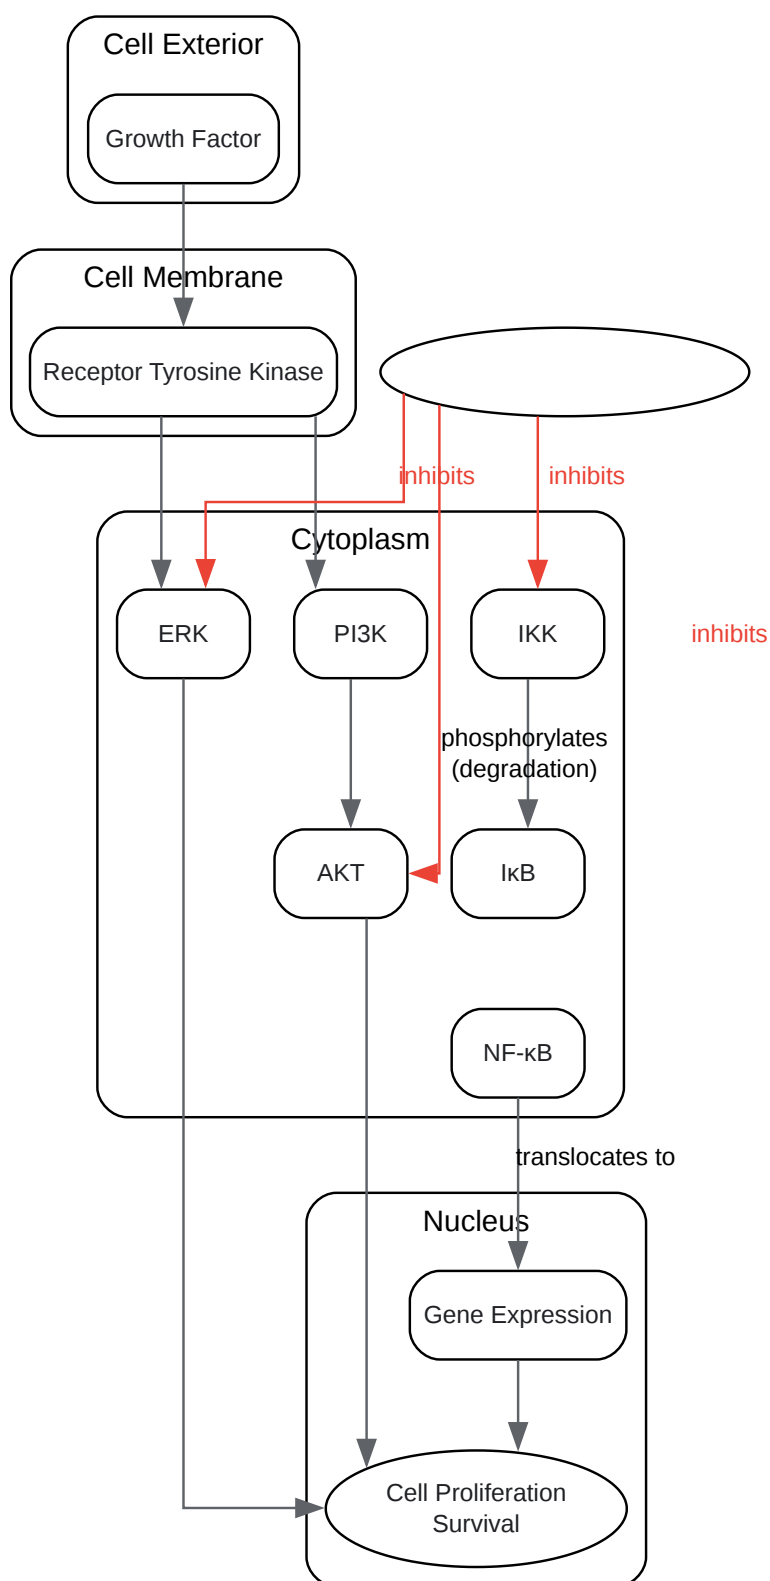 Cell Exterior
Growth Factor
Cell Membrane
Receptor Tyrosine Kinase
inhibits
inhibits
Cytoplasm
ERK
PI3K
IKK
inhibits
phosphorylates
(degradation)
AKT
IκB
NF-κB
translocates to
Nucleus
Gene Expression
Cell Proliferation
Survival